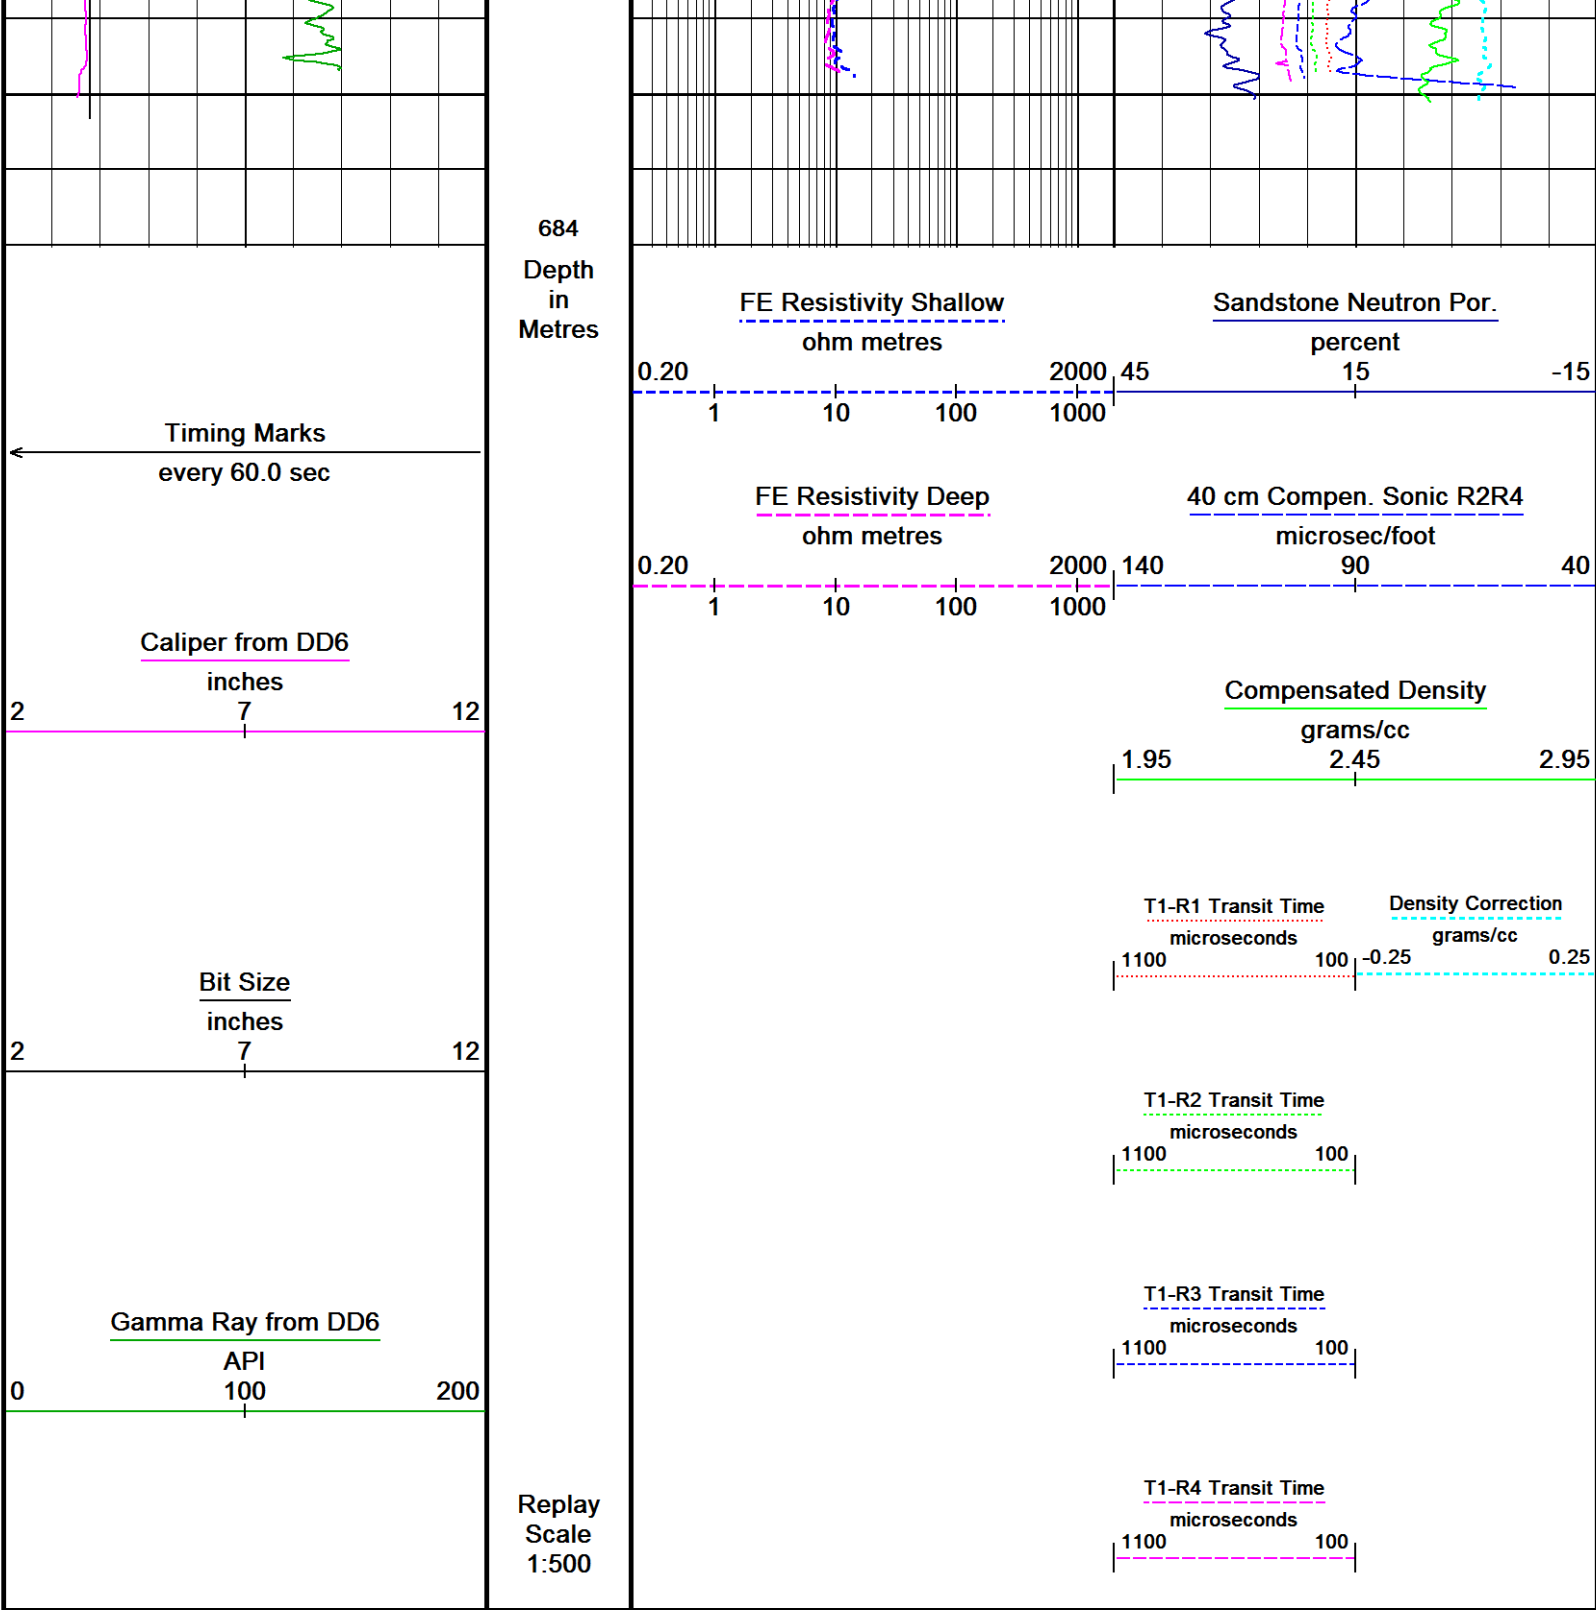 684
Depth
in
Metres
Timing Marks
every 60.0 sec
Caliper from DD6
inches
2 7 12
Bit Size
inches
2 7 12
Gamma Ray from DD6
API
0 100 200
Replay
Scale
1:500
FE Resistivity Shallow
ohm metres
0.20 2000
1 10 100 1000
FE Resistivity Deep
ohm metres
0.20 2000
1 10 100 1000
Sandstone Neutron Por.
percent
45 15 -15
40 cm Compen. Sonic R2R4
microsec/foot
140 90 40
Compensated Density
grams/cc
1.95 2.45 2.95
T1-R1 Transit Time
microseconds
1100 100
Density Correction
grams/cc
-0.25 0.25
T1-R2 Transit Time
microseconds
1100 100
T1-R3 Transit Time
microseconds
1100 100
T1-R4 Transit Time
microseconds
1100 100